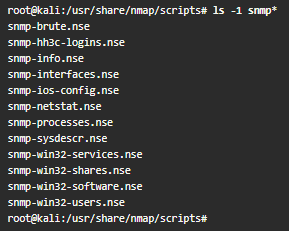 root@kali:/usr/share/nmap/scripts# ls -1 snmp*
snmp-brute.nse
snmp-hh3c-logins.nse
snmp-info.nse
snmp-interfaces.nse
snmp-ios-config.nse
snmp-netstat.nse
snmp-processes.nse
snmp-sysdescr.nse
snmp-win32-services.nse
snmp-win32-shares.nse
snmp-win32-software.nse
snmp-win32-users.nse
root@kali:/usr/share/nmap/scripts#